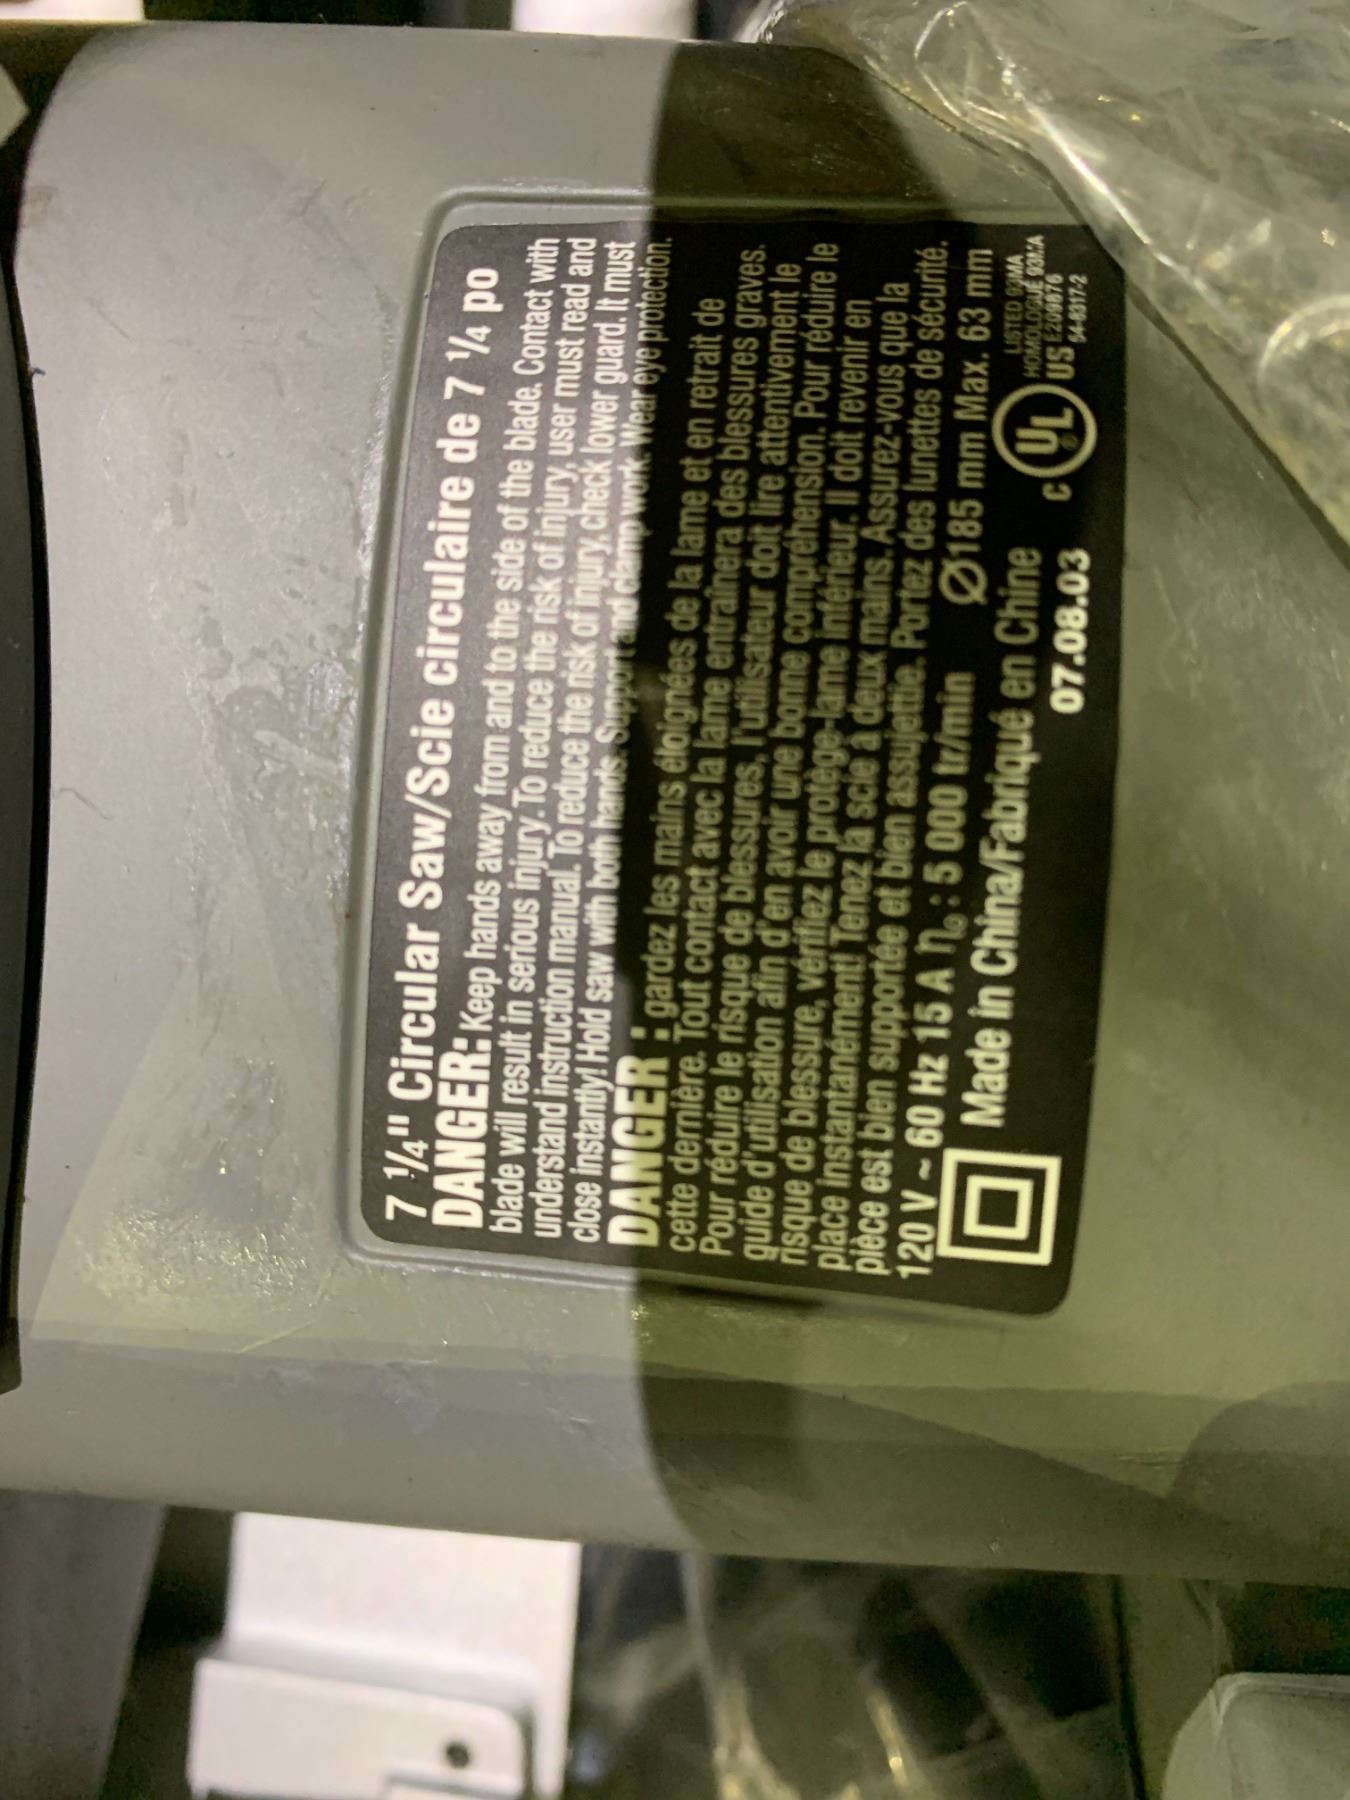 7 ¼" Circular Saw/Scie circulaire de 7 ¼ po
DANGER: Keep hands away from and to the side of the blade. Contact with
blade will result in serious injury. To reduce the risk of injury, user must read and
understand instruction manual. To reduce the risk of injury, check lower guard. It must
close instantly! Hold saw with both hands. Support and clamp work. Wear eye protection.
DANGER : gardez les mains éloignées de la lame et en retrait de
cette dernière. Tout contact avec la lame entraînera des blessures graves.
Pour réduire le risque de blessures, l'utilisateur doit lire attentivement le
guide d'utilisation afin d'en avoir une bonne compréhension. Pour réduire le
risque de blessure, vérifiez le protège-lame inférieur. Il doit revenir en
place instantanément! Tenez la scie à deux mains. Assurez-vous que la
pièce est bien supportée et bien assujettie. Portez des lunettes de sécurité.
120 V ~ 60 Hz 15 A n₀ : 5 000 tr/min Ø185 mm Max. 63 mm
Made in China/Fabriqué en Chine
07.08.03
C UL US
LISTED 93MA
HOMOLOGUÉ 93MA
E200876
54-8317-2